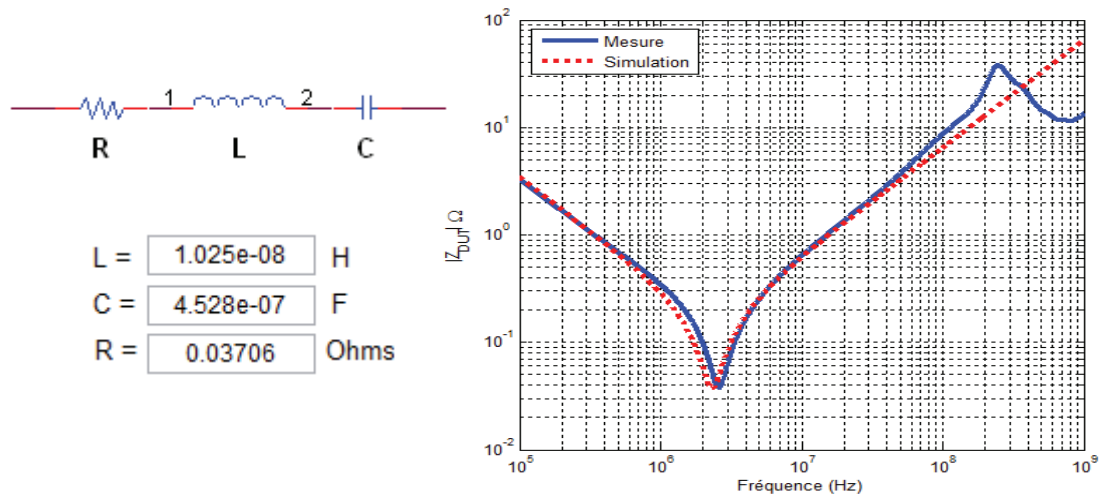 1 2
R L C
L = 1.025e-08 H
C = 4.528e-07 F
R = 0.03706 Ohms
Mesure
Simulation
|Z_DUT| Ω
10^2
10^1
10^0
10^-1
10^-2
10^5 10^6 10^7 10^8 10^9
Fréquence (Hz)